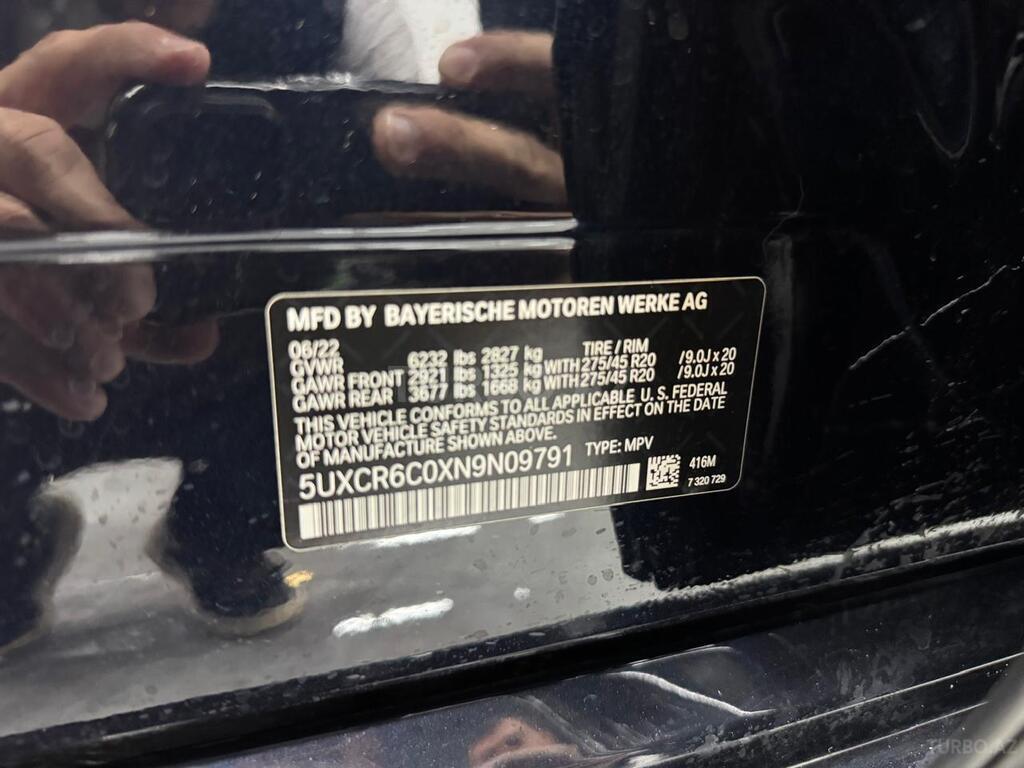 MFD BY BAYERISCHE MOTOREN WERKE AG
06/22 TIRE / RIM
GVWR 6232 lbs 2827 kg
GAWR FRONT 2921 lbs 1325 kg WITH 275/45 R20 / 9.0J x 20
GAWR REAR 3677 lbs 1668 kg WITH 275/45 R20 / 9.0J x 20
THIS VEHICLE CONFORMS TO ALL APPLICABLE U.S. FEDERAL
MOTOR VEHICLE SAFETY STANDARDS IN EFFECT ON THE DATE
OF MANUFACTURE SHOWN ABOVE.
5UXCR6C0XN9N09791 TYPE: MPV
416M
7 320 729
TURBO.AZ